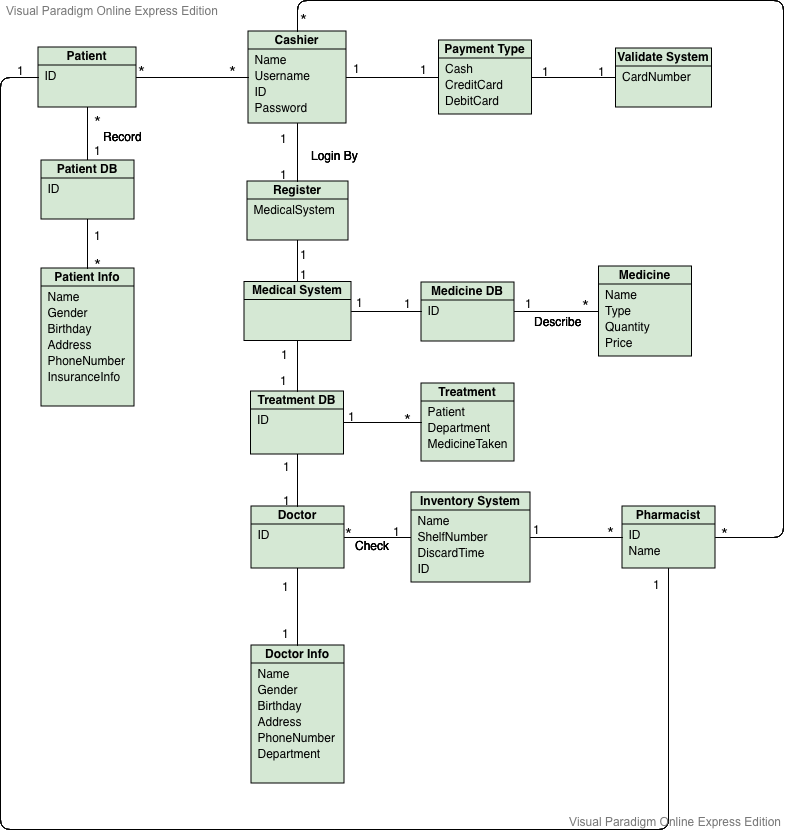 Visual Paradigm Online Express Edition
*
Cashier
Name
Username
ID
Password
Patient
ID
1
*
*
1
1
Payment Type
Cash
CreditCard
DebitCard
1
1
Validate System
CardNumber
*
Record
1
1
Login By
1
Patient DB
ID
Register
MedicalSystem
1
*
1
1
Patient Info
Name
Gender
Birthday
Address
PhoneNumber
InsuranceInfo
Medical System
1
1
Medicine DB
ID
1
*
Describe
Medicine
Name
Type
Quantity
Price
1
1
Treatment DB
ID
1
*
Treatment
Patient
Department
MedicineTaken
1
1
Doctor
ID
*
1
Check
Inventory System
Name
ShelfNumber
DiscardTime
ID
1
*
Pharmacist
ID
Name
*
1
1
1
Doctor Info
Name
Gender
Birthday
Address
PhoneNumber
Department
Visual Paradigm Online Express Edition